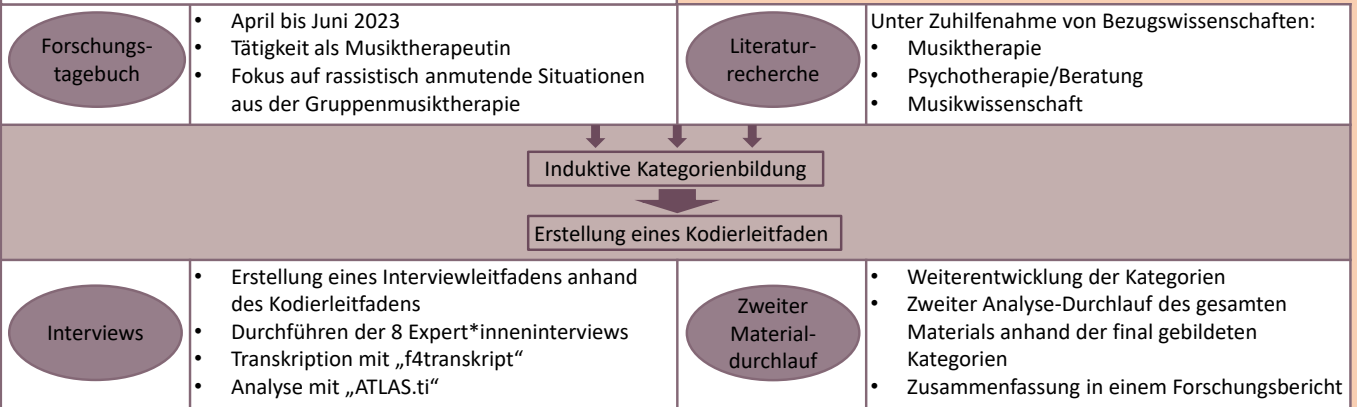 Forschungs-
tagebuch
• April bis Juni 2023
• Tätigkeit als Musiktherapeutin
• Fokus auf rassistisch anmutende Situationen
aus der Gruppenmusiktherapie
Literatur-
recherche
Unter Zuhilfenahme von Bezugswissenschaften:
• Musiktherapie
• Psychotherapie/Beratung
• Musikwissenschaft
Induktive Kategorienbildung
Erstellung eines Kodierleitfaden
Interviews
• Erstellung eines Interviewleitfadens anhand
des Kodierleitfadens
• Durchführen der 8 Expert*inneninterviews
• Transkription mit „f4transkript“
• Analyse mit „ATLAS.ti“
Zweiter
Material-
durchlauf
• Weiterentwicklung der Kategorien
• Zweiter Analyse-Durchlauf des gesamten
Materials anhand der final gebildeten
Kategorien
• Zusammenfassung in einem Forschungsbericht